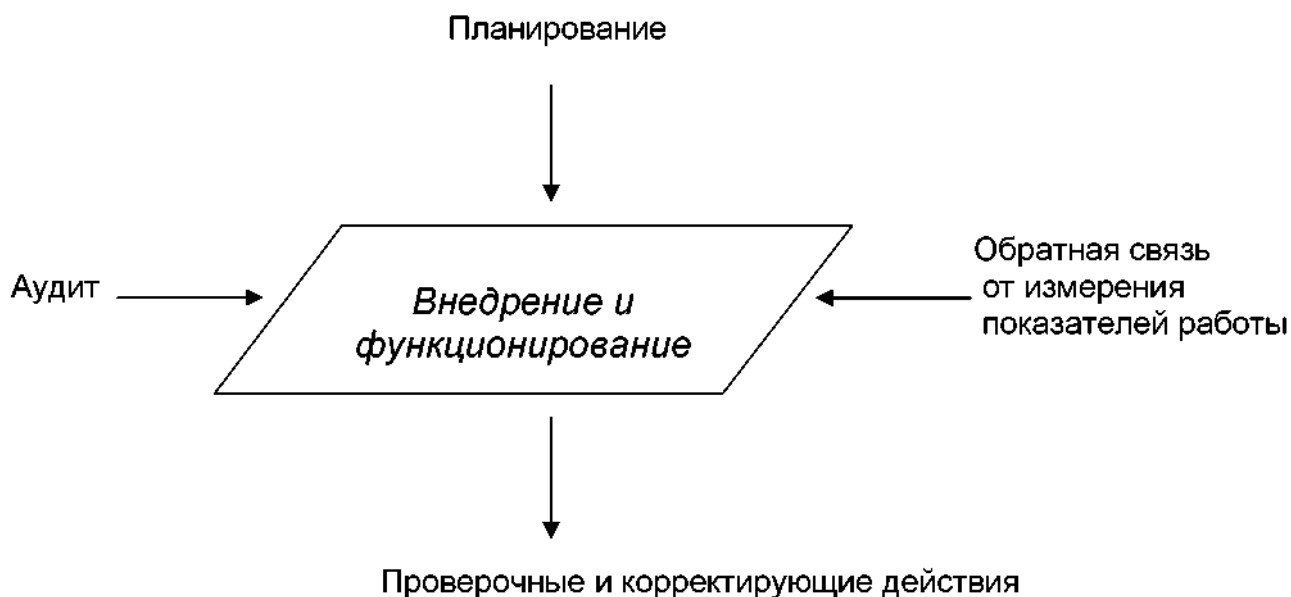 Планирование
Аудит
Внедрение и
функционирование
Обратная связь
от измерения
показателей работы
Проверочные и корректирующие действия